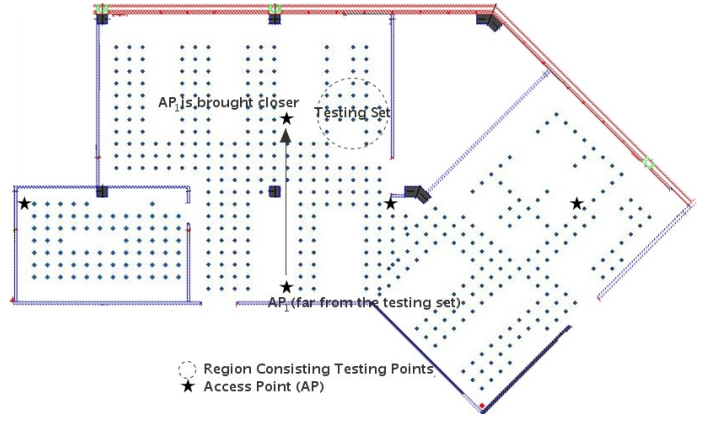 AP1 is brought closer
Testing Set
AP1 (far from the testing set)
Region Consisting Testing Points
Access Point (AP)